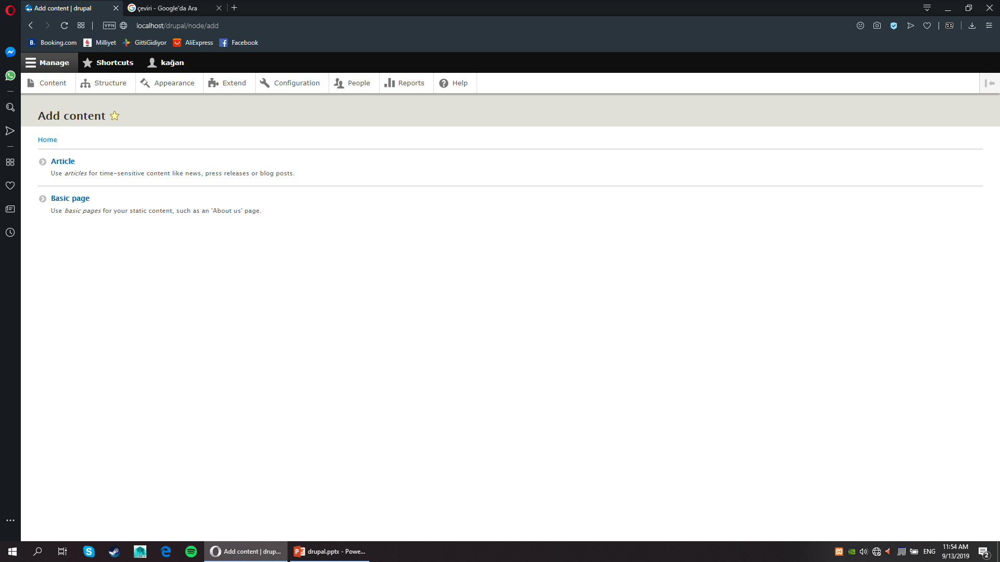 Add content | drupal
çeviri - Google'da Ara
VPN
localhost/drupal/node/add
Booking.com
Milliyet
GittiGidiyor
AliExpress
Facebook
Manage
Shortcuts
kağan
Content
Structure
Appearance
Extend
Configuration
People
Reports
Help
Add content
Home
Article
Use articles for time-sensitive content like news, press releases or blog posts.
Basic page
Use basic pages for your static content, such as an 'About us' page.
Add content | drup...
drupal.pptx - Powe...
ENG
11:54 AM
9/13/2019
2